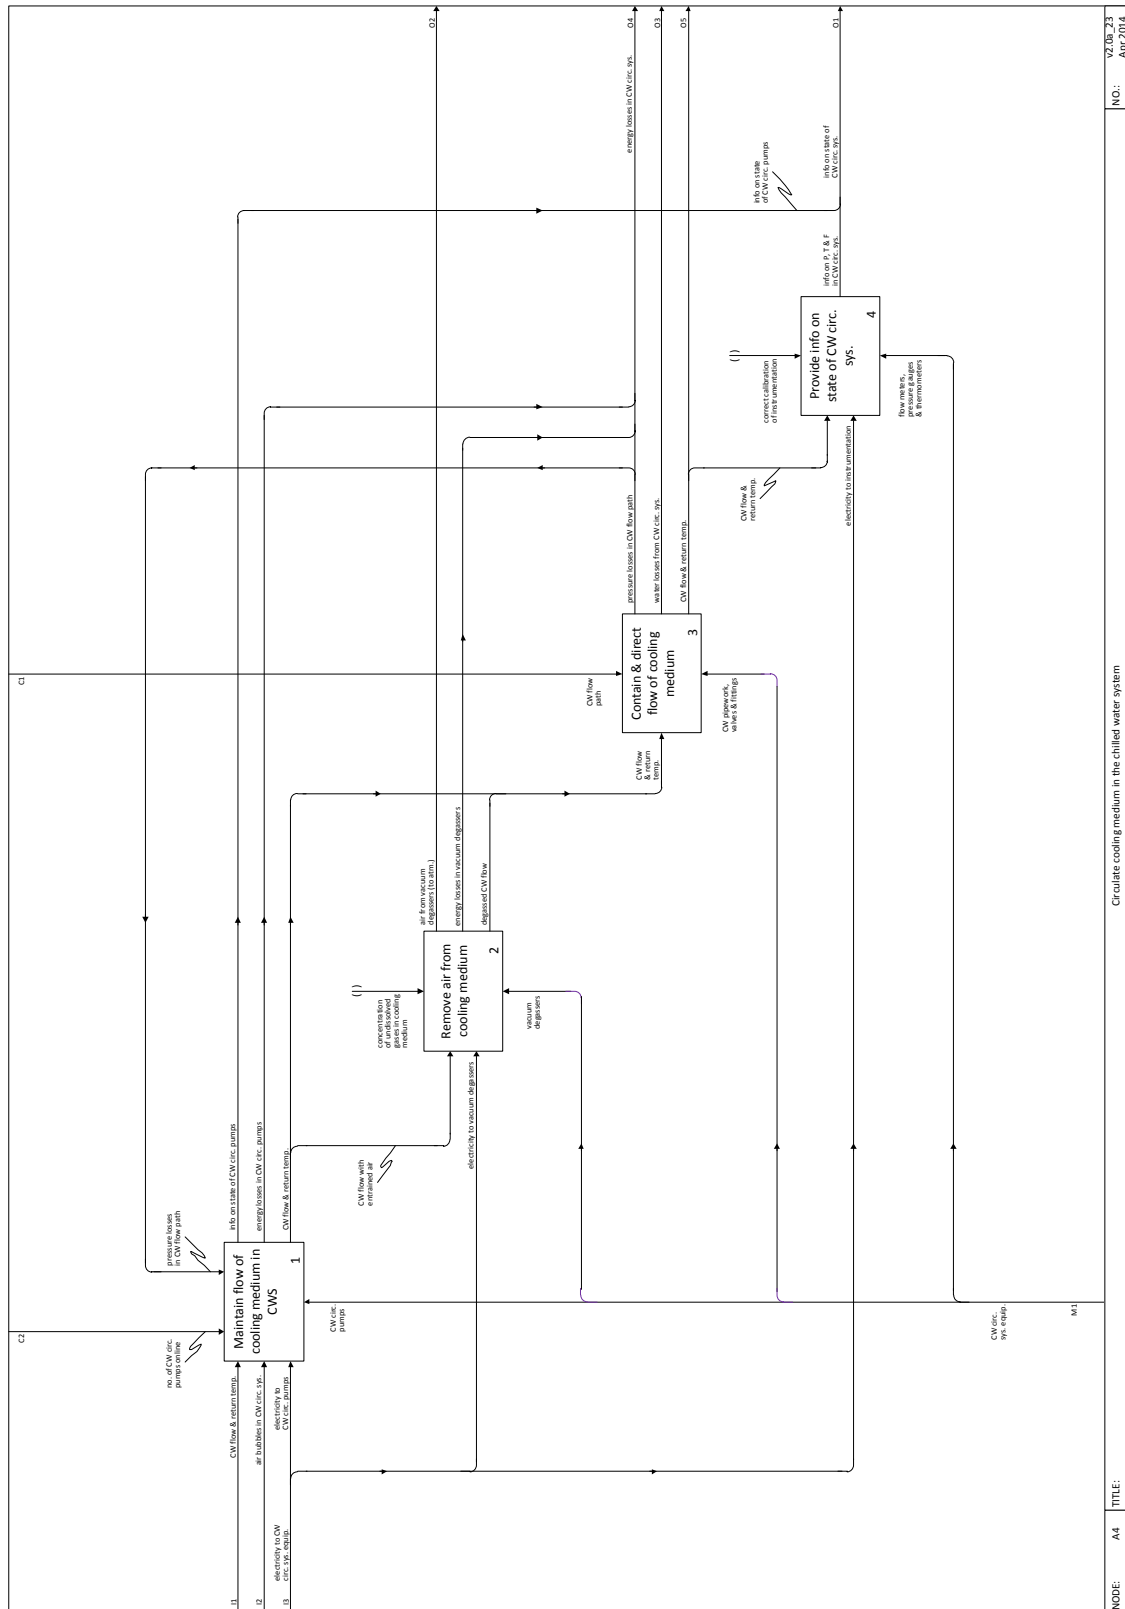 C2
C1
O2
O4
O3
O5
O1
I1
I2
I3
M1
no. of CW circ.
pumps online
pressure losses
in CW flow path
CW flow & return temp.
air bubbles in CW circ. sys.
electricity to
CW circ. pumps
electricity to CW
circ. sys. equip.
Maintain flow of
cooling medium in
CWS
1
CW circ.
pumps
info on state of CW circ. pumps
energy losses in CW circ. pumps
CW flow & return temp.
CW flow with
entrained air
electricity to vacuum degassers
concentration
of undissolved
gases in cooling
medium
Remove air from
cooling medium
2
vacuum
degassers
air from vacuum
degassers (to atm.)
energy losses in vacuum degassers
degassed CW flow
CW flow
& return
temp.
CW flow
path
Contain & direct
flow of cooling
medium
3
CW pipework,
valves & fittings
pressure losses in CW flow path
water losses from CW circ. sys.
CW flow & return temp.
CW flow &
return temp.
electricity to instrumentation
correct calibration
of instrumentation
Provide info on
state of CW circ.
sys.
4
flow meters,
pressure gauges
& thermometers
info on P, T & F
in CW circ. sys.
info on state
of CW circ. pumps
info on state of
CW circ. sys.
energy losses in CW circ. sys.
CW circ.
sys. equip.
NODE:
A4
TITLE:
Circulate cooling medium in the chilled water system
NO.:
v2.0a_23
Apr 2014